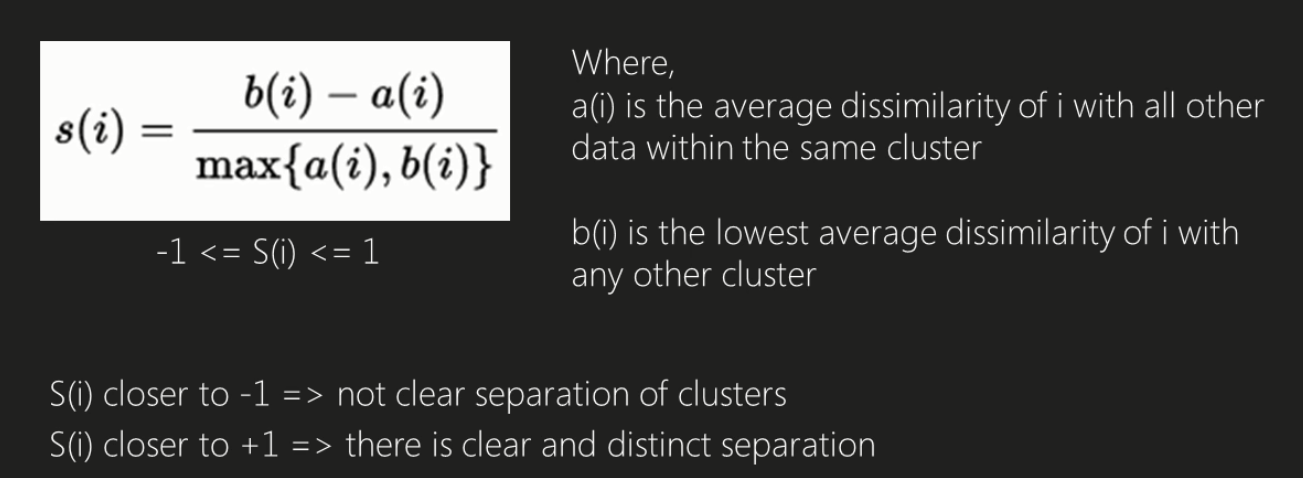 s(i) = b(i) − a(i) / max{a(i), b(i)}
-1 <= S(i) <= 1
Where,
a(i) is the average dissimilarity of i with all other
data within the same cluster
b(i) is the lowest average dissimilarity of i with
any other cluster
S(i) closer to -1 => not clear separation of clusters
S(i) closer to +1 => there is clear and distinct separation